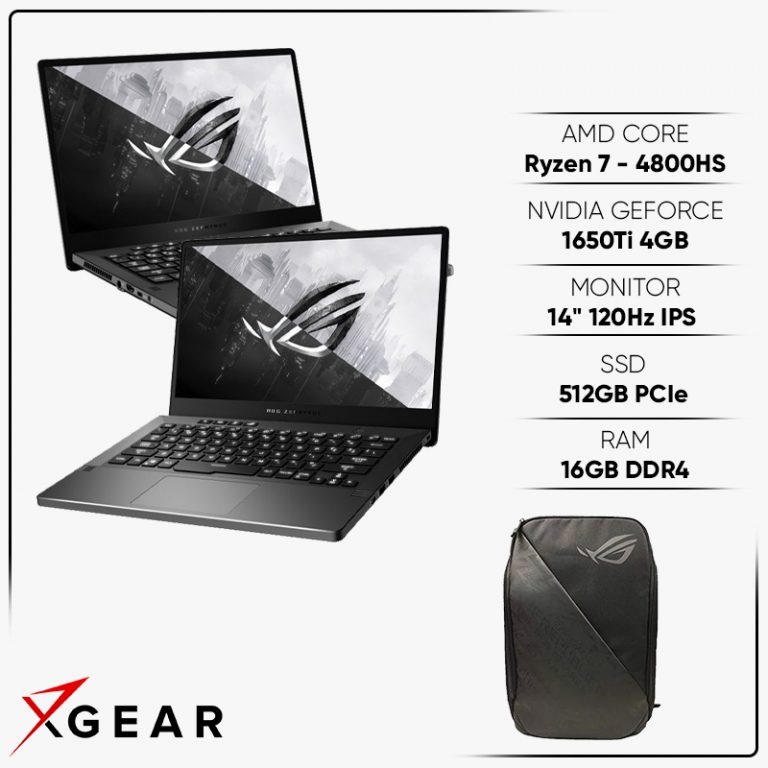 AMD CORE
Ryzen 7 - 4800HS
NVIDIA GEFORCE
1650Ti 4GB
MONITOR
14" 120Hz IPS
SSD
512GB PCIe
RAM
16GB DDR4
XGEAR